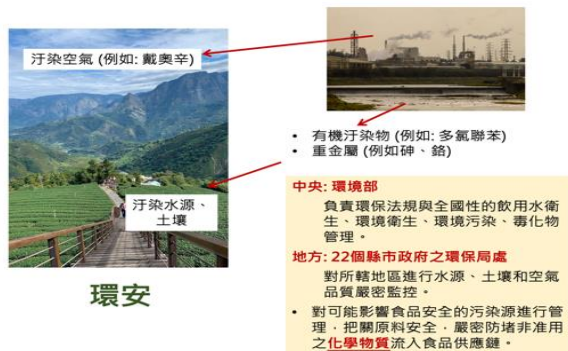 汙染空氣 (例如: 戴奧辛)
• 有機汙染物 (例如: 多氯聯苯)
• 重金屬 (例如砷、鉻)
汙染水源、
土壤
環安
中央: 環境部
負責環保法規與全國性的飲用水衛
生、環境衛生、環境污染、毒化物
管理。
地方: 22個縣市政府之環保局處
對所轄地區進行水源、土壤和空氣
品質嚴密監控。
• 對可能影響食品安全的污染源進行管
理，把關原料安全，嚴密防堵非准用
之化學物質流入食品供應鏈。